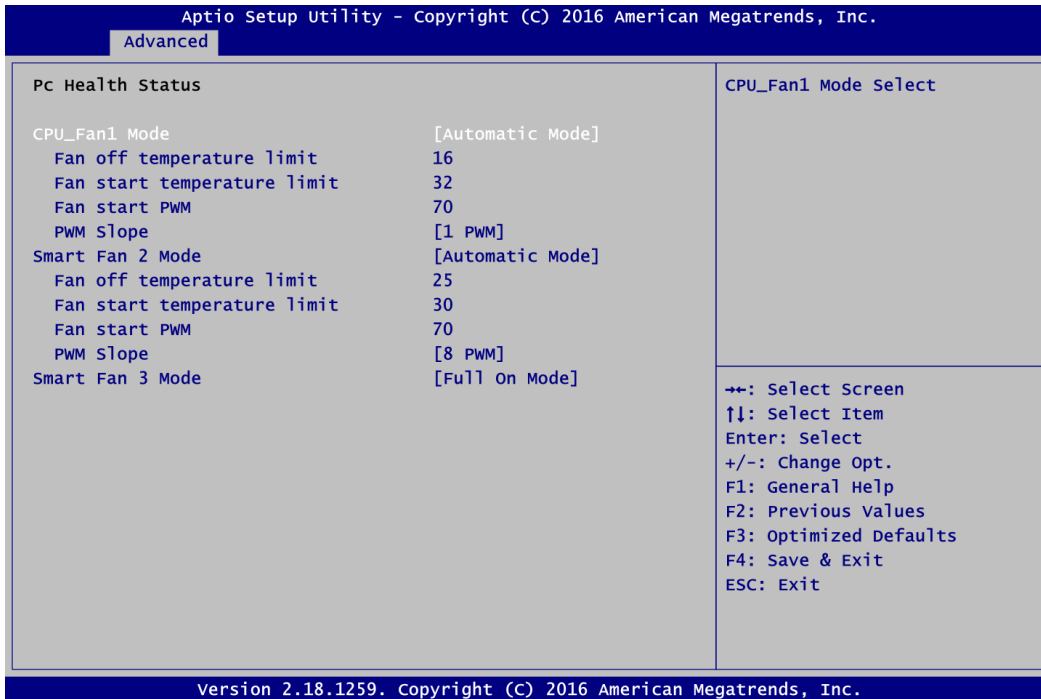 Aptio Setup Utility - Copyright (C) 2016 American Megatrends, Inc.
Advanced
Pc Health Status
CPU_Fan1 Mode [Automatic Mode]
Fan off temperature limit 16
Fan start temperature limit 32
Fan start PWM 70
PWM Slope [1 PWM]
Smart Fan 2 Mode [Automatic Mode]
Fan off temperature limit 25
Fan start temperature limit 30
Fan start PWM 70
PWM Slope [8 PWM]
Smart Fan 3 Mode [Full On Mode]
CPU_Fan1 Mode Select
→←: Select Screen
↑↓: Select Item
Enter: Select
+/-: Change Opt.
F1: General Help
F2: Previous Values
F3: Optimized Defaults
F4: Save & Exit
ESC: Exit
Version 2.18.1259. Copyright (C) 2016 American Megatrends, Inc.